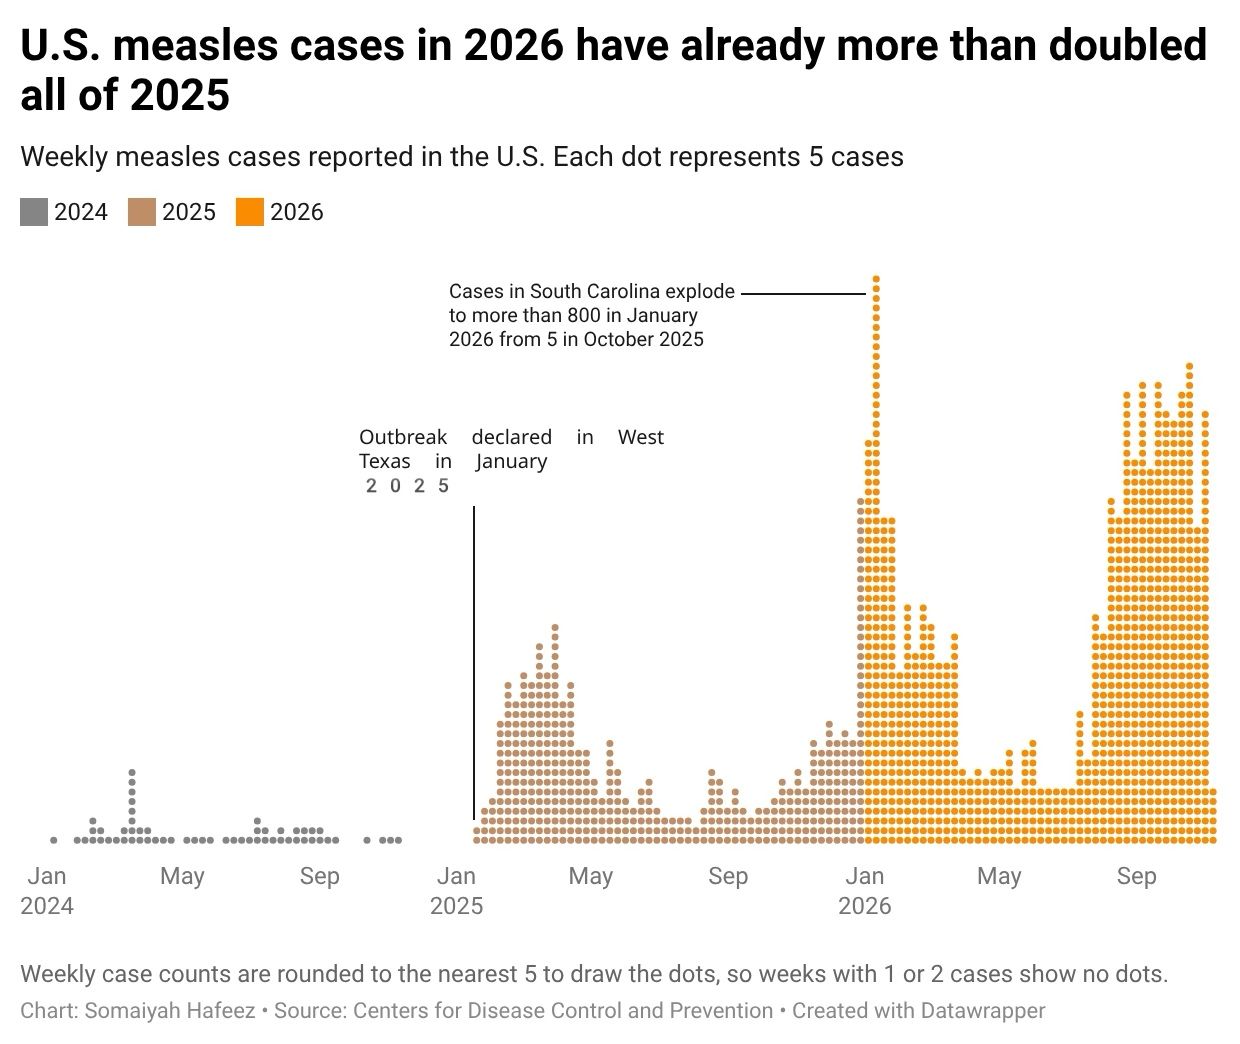 U.S. measles cases in 2026 have already more than doubled
all of 2025
Weekly measles cases reported in the U.S. Each dot represents 5 cases
2024 2025 2026
Cases in South Carolina explode
to more than 800 in January
2026 from 5 in October 2025
Outbreak declared in West
Texas in January
2 0 2 5
Jan May Sep Jan May Sep Jan May Sep
2024 2025 2026
Weekly case counts are rounded to the nearest 5 to draw the dots, so weeks with 1 or 2 cases show no dots.
Chart: Somaiyah Hafeez • Source: Centers for Disease Control and Prevention • Created with Datawrapper